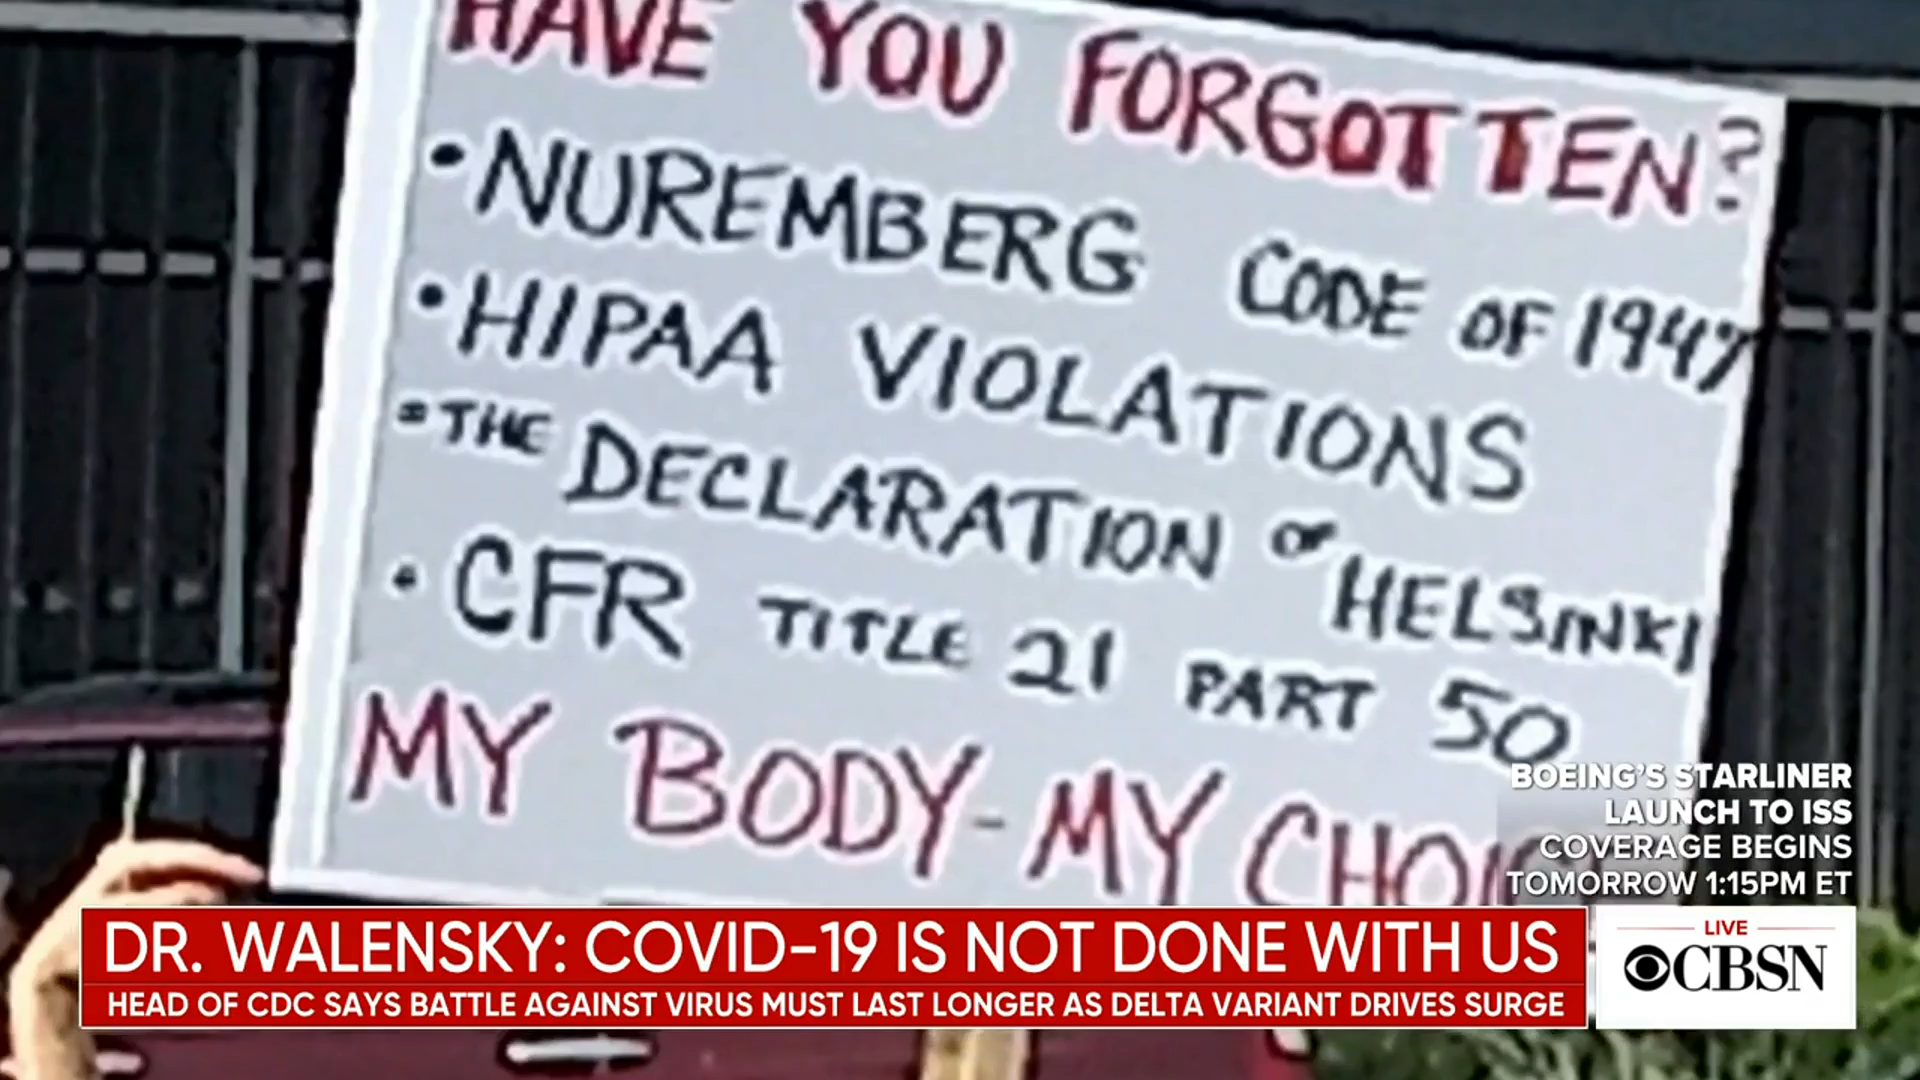 HAVE YOU FORGOTTEN?
• NUREMBERG CODE OF 1947
• HIPAA VIOLATIONS
• THE DECLARATION OF HELSINKI
• CFR TITLE 21 PART 50
MY BODY - MY CHOIC
BOEING'S STARLINER
LAUNCH TO ISS
COVERAGE BEGINS
TOMORROW 1:15PM ET
DR. WALENSKY: COVID-19 IS NOT DONE WITH US
HEAD OF CDC SAYS BATTLE AGAINST VIRUS MUST LAST LONGER AS DELTA VARIANT DRIVES SURGE
LIVE
CBSN